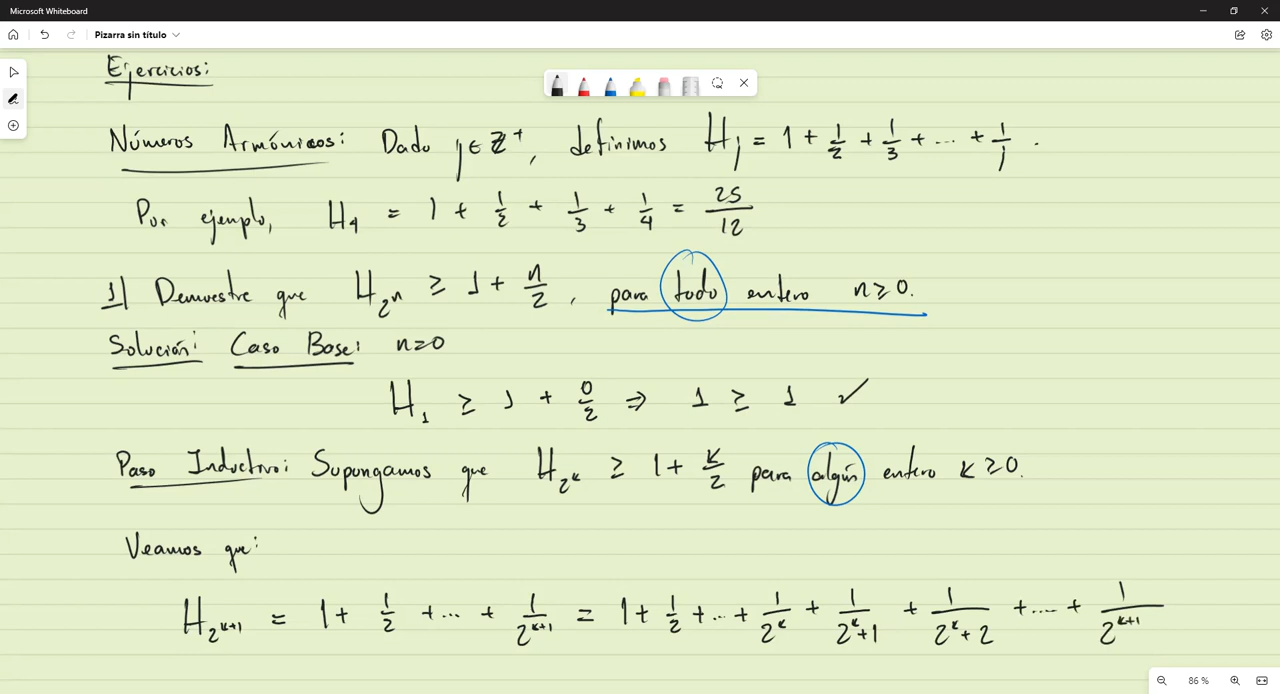 Microsoft Whiteboard
Pizarra sin título
Ejercicios:
Números Armónicos: Dado j ∈ Z⁺, definimos H_j = 1 + 1/2 + 1/3 + ... + 1/j .
Por ejemplo, H_4 = 1 + 1/2 + 1/3 + 1/4 = 25/12
1) Demuestre que H_{2^n} ≥ 1 + n/2 , para todo entero n ≥ 0.
Solución: Caso Base: n=0
H_1 ≥ 1 + 0/2 ⇒ 1 ≥ 1 ✓
Paso Inductivo: Supongamos que H_{2^k} ≥ 1 + k/2 para algún entero k ≥ 0.
Veamos que:
H_{2^{k+1}} = 1 + 1/2 + ... + 1/2^{k+1} = 1 + 1/2 + ... + 1/2^k + 1/(2^k+1) + 1/(2^k+2) + .... + 1/2^{k+1}
86 %